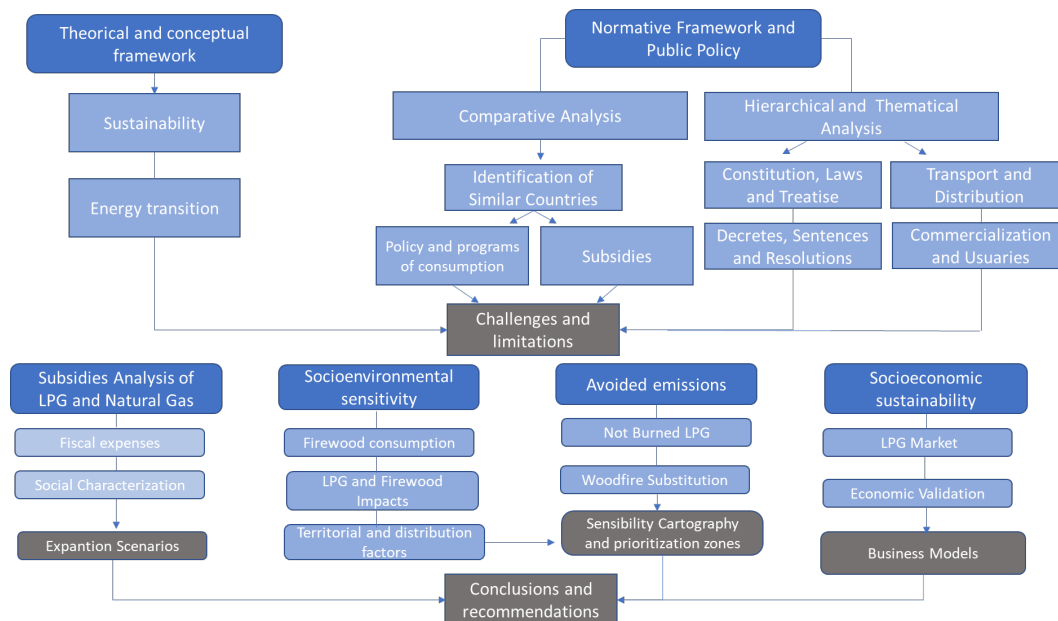 Theorical and conceptual
framework
Normative Framework and
Public Policy
Sustainability
Energy transition
Comparative Analysis
Hierarchical and Thematical
Analysis
Identification of
Similar Countries
Constitution, Laws
and Treatise
Transport and
Distribution
Policy and programs
of consumption
Subsidies
Decretes, Sentences
and Resolutions
Commercialization
and Usuaries
Challenges and
limitations
Subsidies Analysis of
LPG and Natural Gas
Fiscal expenses
Social Characterization
Expantion Scenarios
Socioenvironmental
sensitivity
Firewood consumption
LPG and Firewood
Impacts
Territorial and distribution
factors
Avoided emissions
Not Burned LPG
Woodfire Substitution
Sensibility Cartography
and prioritization zones
Socioeconomic
sustainability
LPG Market
Economic Validation
Business Models
Conclusions and
recommendations